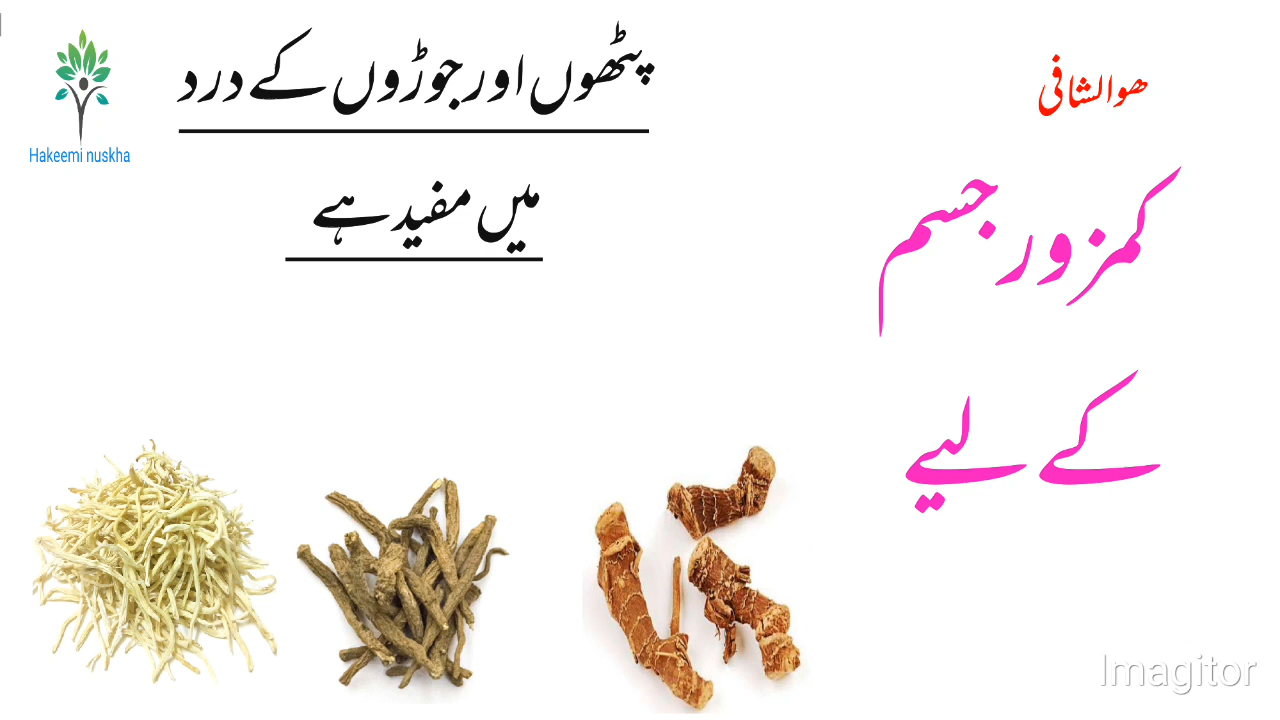 ھوالشافی
پٹھوں اور جوڑوں کے درد
میں مفید ہے
Hakeemi nuskha
کمزور جسم
کے لیے
Imagitor